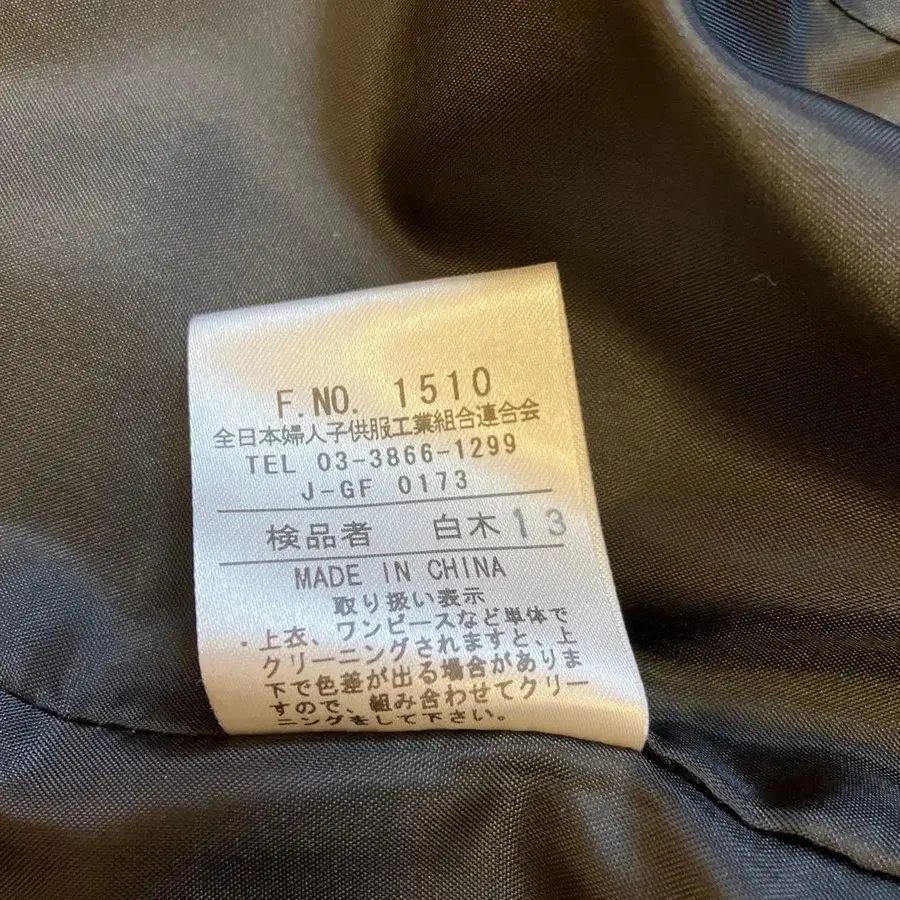 F.NO. 1510
全日本婦人子供服工業組合連合会
TEL 03-3866-1299
J-GF 0173
検品者 白木13
MADE IN CHINA
取り扱い表示
・上衣、ワンピースなど単体で
クリーニングされますと、上
下で色差が出る場合がありま
すので、組み合わせてクリー
ニングをして下さい。